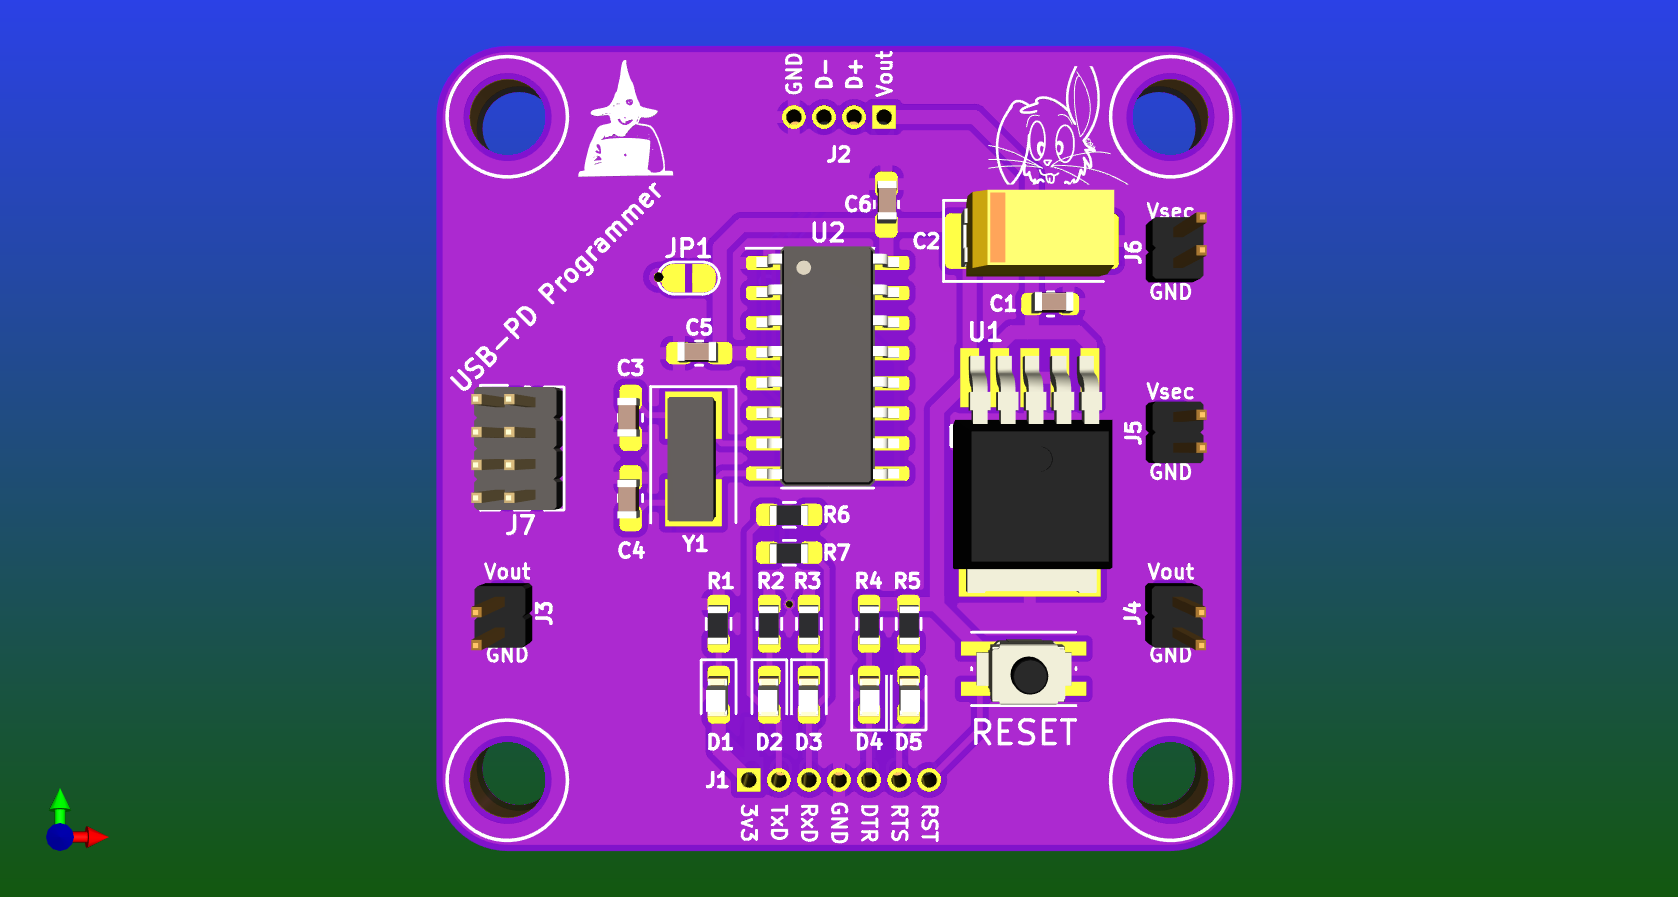 GND D- D+ Vout
J2
USB-PD Programmer
C6
U2
C2
JP1
Vsec
J6
GND
C1
U1
C5
C3
Vsec
J5
GND
J7
C4
Y1
R6
R7
Vout
J3
GND
R1 R2 R3 R4 R5
Vout
J4
GND
D1 D2 D3 D4 D5
RESET
J1
3v3 TxD RxD GND DTR RTS RST